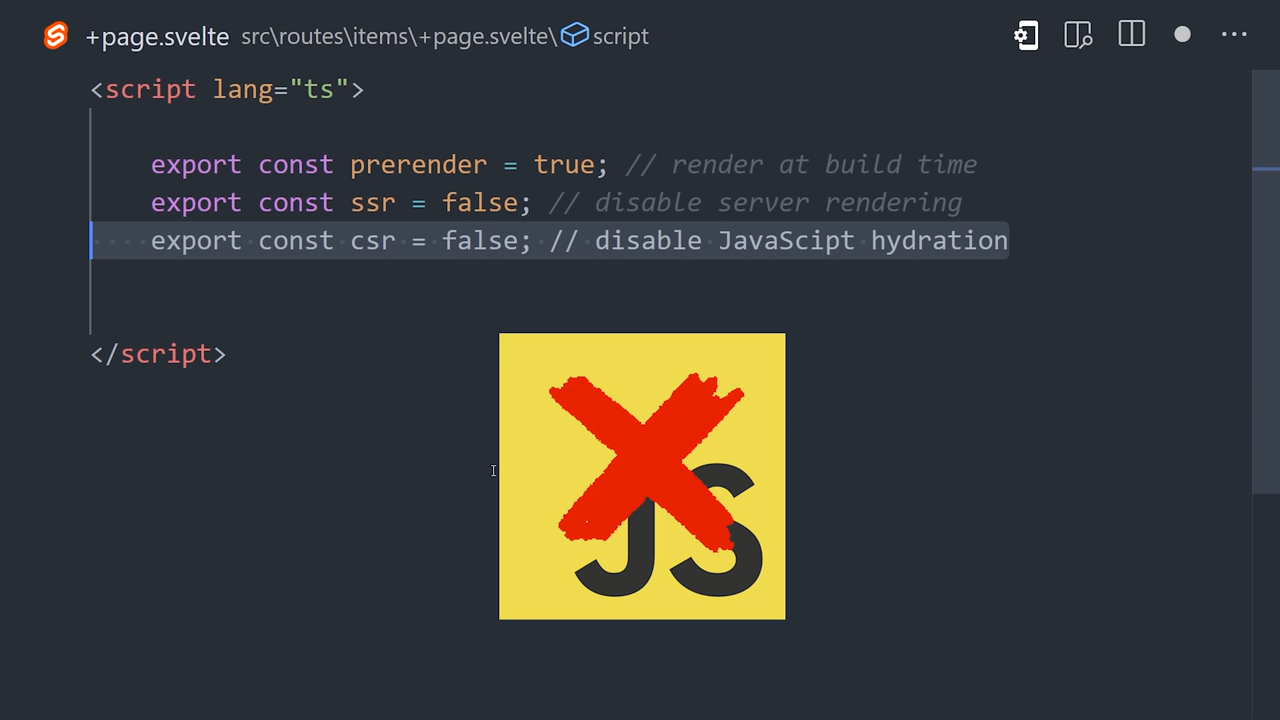 +page.svelte src\routes\items\+page.svelte\script
<script lang="ts">
export const prerender = true; // render at build time
export const ssr = false; // disable server rendering
export const csr = false; // disable JavaScipt hydration
</script>
JS